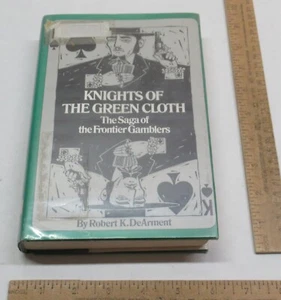 KNIGHTS OF
THE GREEN CLOTH
The Saga of
the Frontier Gamblers
By Robert K. DeArment
K